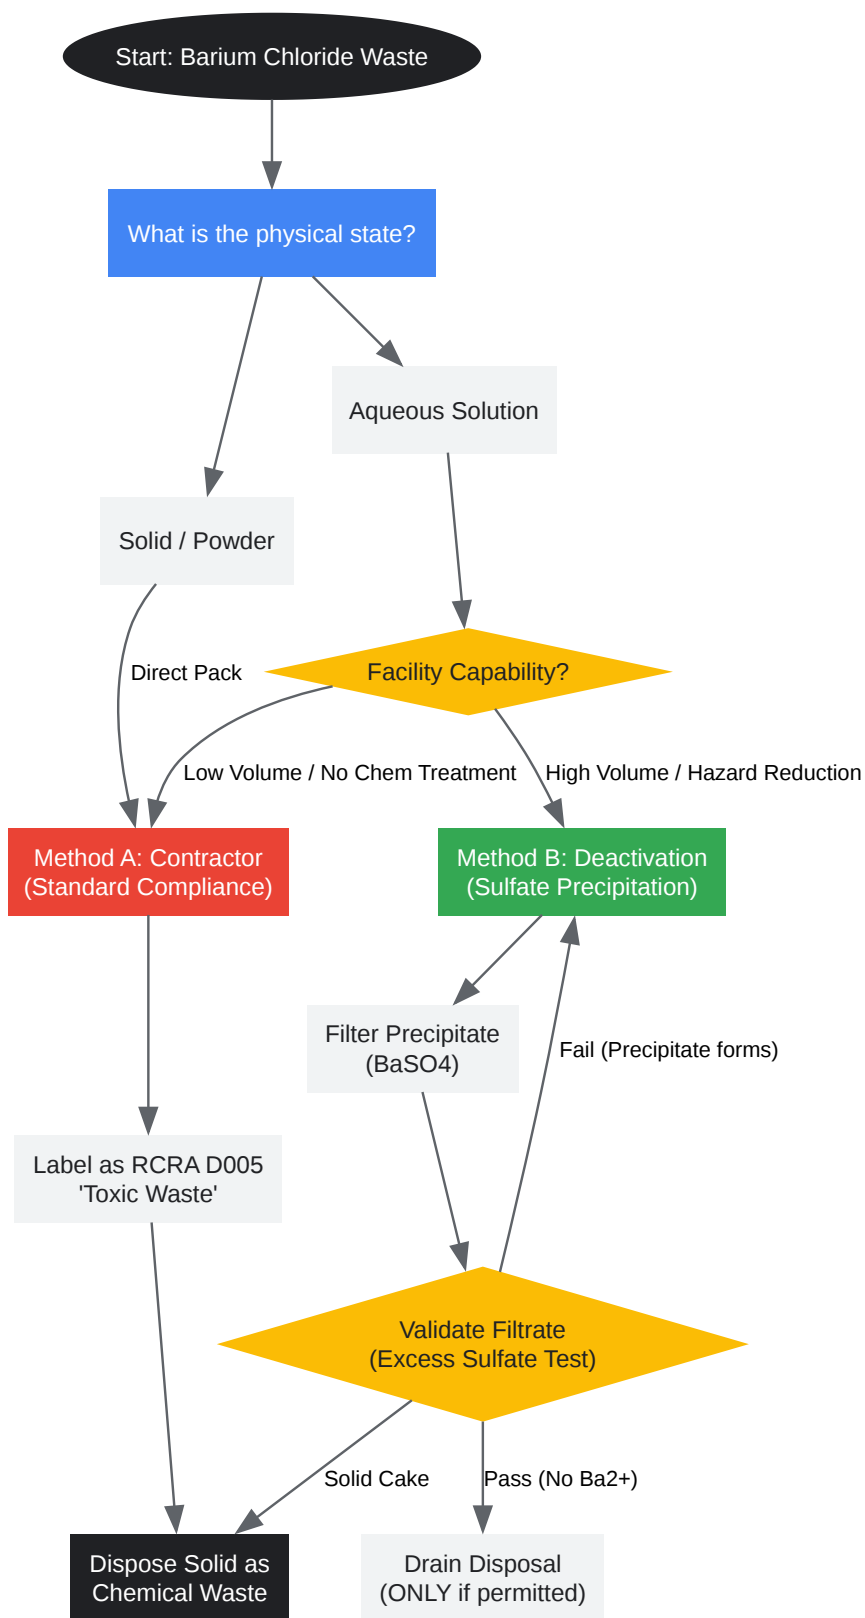 Start: Barium Chloride Waste
What is the physical state?
Aqueous Solution
Solid / Powder
Facility Capability?
Direct Pack
Low Volume / No Chem Treatment
High Volume / Hazard Reduction
Method A: Contractor
(Standard Compliance)
Method B: Deactivation
(Sulfate Precipitation)
Filter Precipitate
(BaSO4)
Fail (Precipitate forms)
Label as RCRA D005
'Toxic Waste'
Validate Filtrate
(Excess Sulfate Test)
Solid Cake
Pass (No Ba2+)
Dispose Solid as
Chemical Waste
Drain Disposal
(ONLY if permitted)